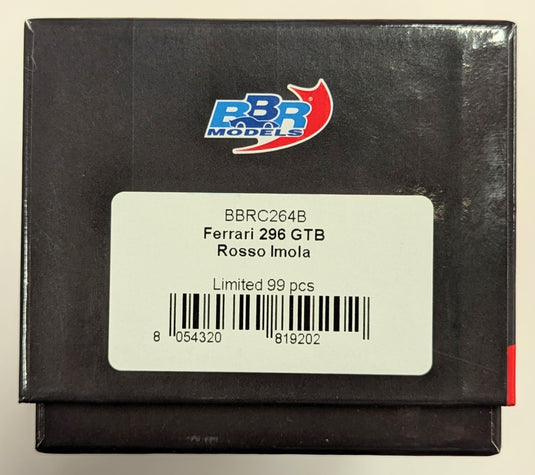 BBR
MODELS
BBRC264B
Ferrari 296 GTB
Rosso Imola
Limited 99 pcs
8 054320 819202